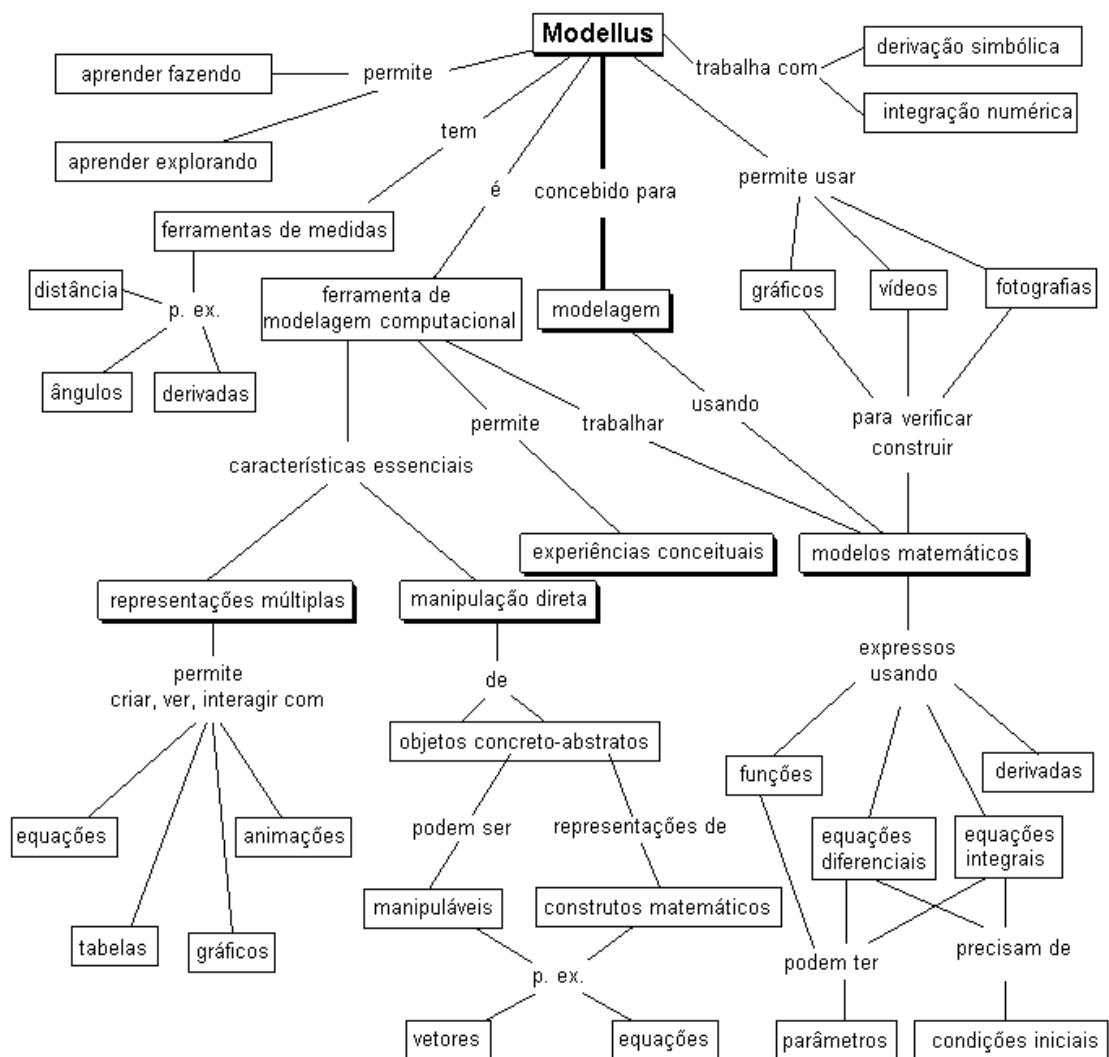 Modellus
derivação simbólica
aprender fazendo
permite
trabalha com
integração numérica
tem
aprender explorando
permite usar
é
concebido para
ferramentas de medidas
distância
ferramenta de
modelagem computacional
gráficos
vídeos
fotografias
p. ex.
modelagem
ângulos
derivadas
usando
permite
trabalhar
para verificar
construir
características essenciais
experiências conceituais
modelos matemáticos
representações múltiplas
manipulação direta
expressos
usando
permite
criar, ver, interagir com
de
objetos concreto-abstratos
funções
derivadas
equações
animações
podem ser
representações de
equações
diferenciais
equações
integrais
manipuláveis
construtos matemáticos
tabelas
gráficos
podem ter
precisam de
p. ex.
vetores
equações
parâmetros
condições iniciais